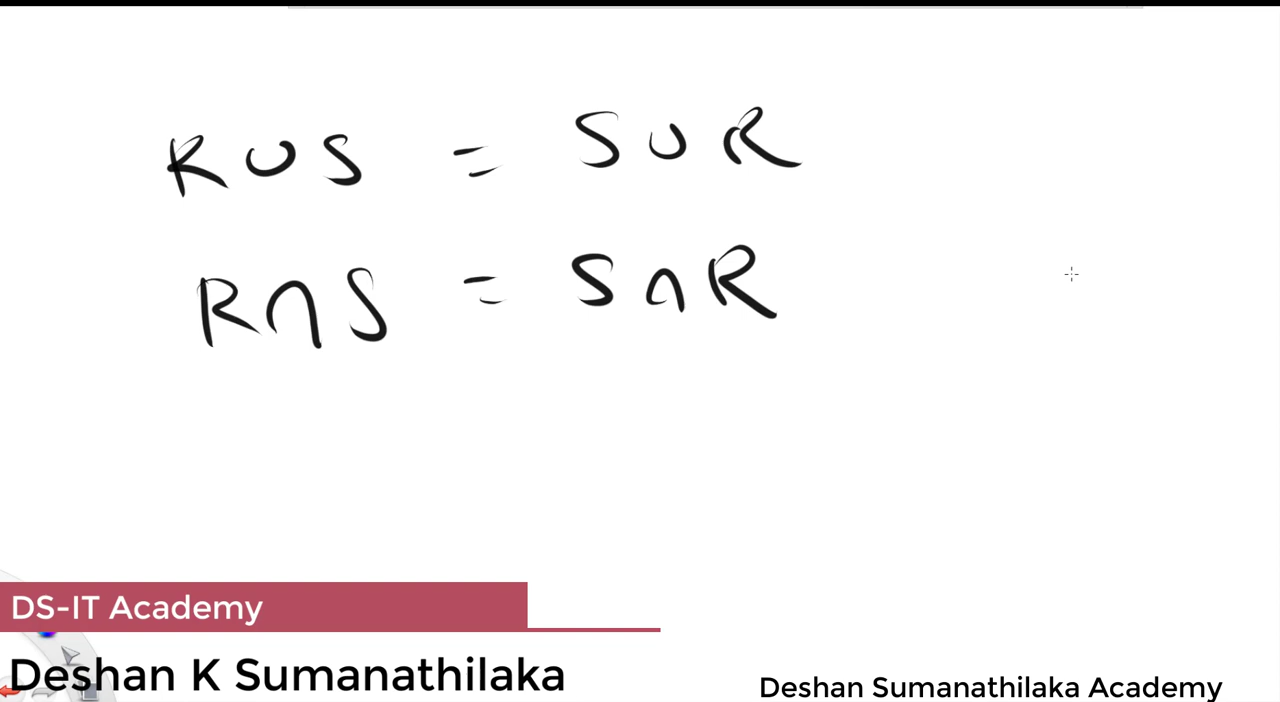 R ∪ S = S ∪ R
R ∩ S = S ∩ R
DS-IT Academy
Deshan K Sumanathilaka
Deshan Sumanathilaka Academy